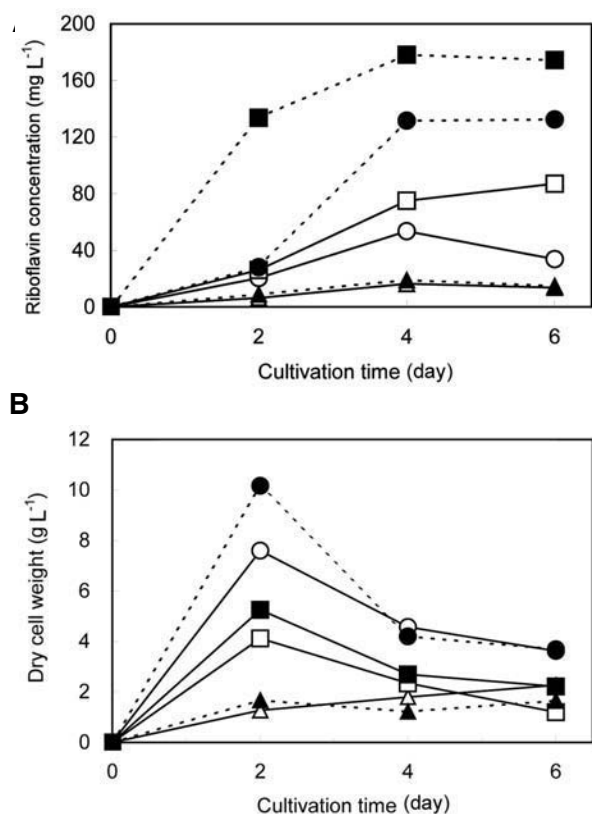 Riboflavin concentration (mg L⁻¹)
200
160
120
80
40
0
0 2 4 6
Cultivation time (day)
B
Dry cell weight (g L⁻¹)
12
10
8
6
4
2
0
0 2 4 6
Cultivation time (day)